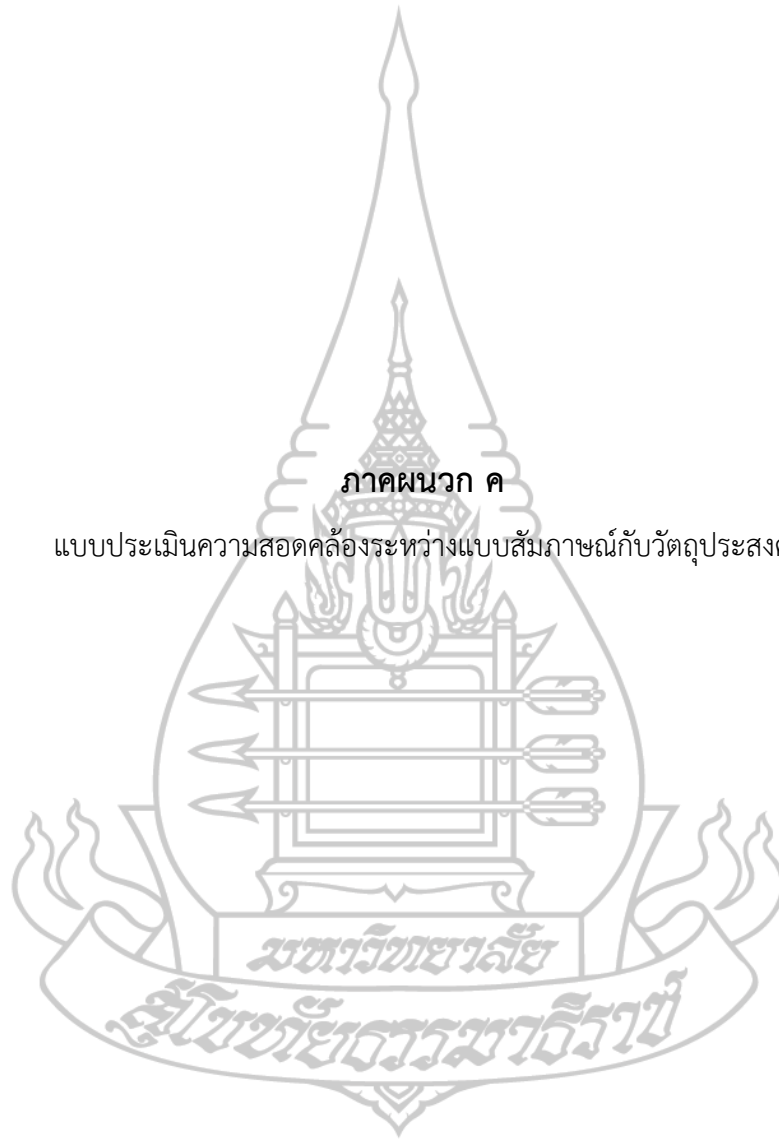 ภาคผนวก ค
แบบประเมินความสอดคล้องระหว่างแบบสัมภาษณ์กับวัตถุประสงค
มหาวิทยาลัย
สุโขทัยธรรมาธิราช